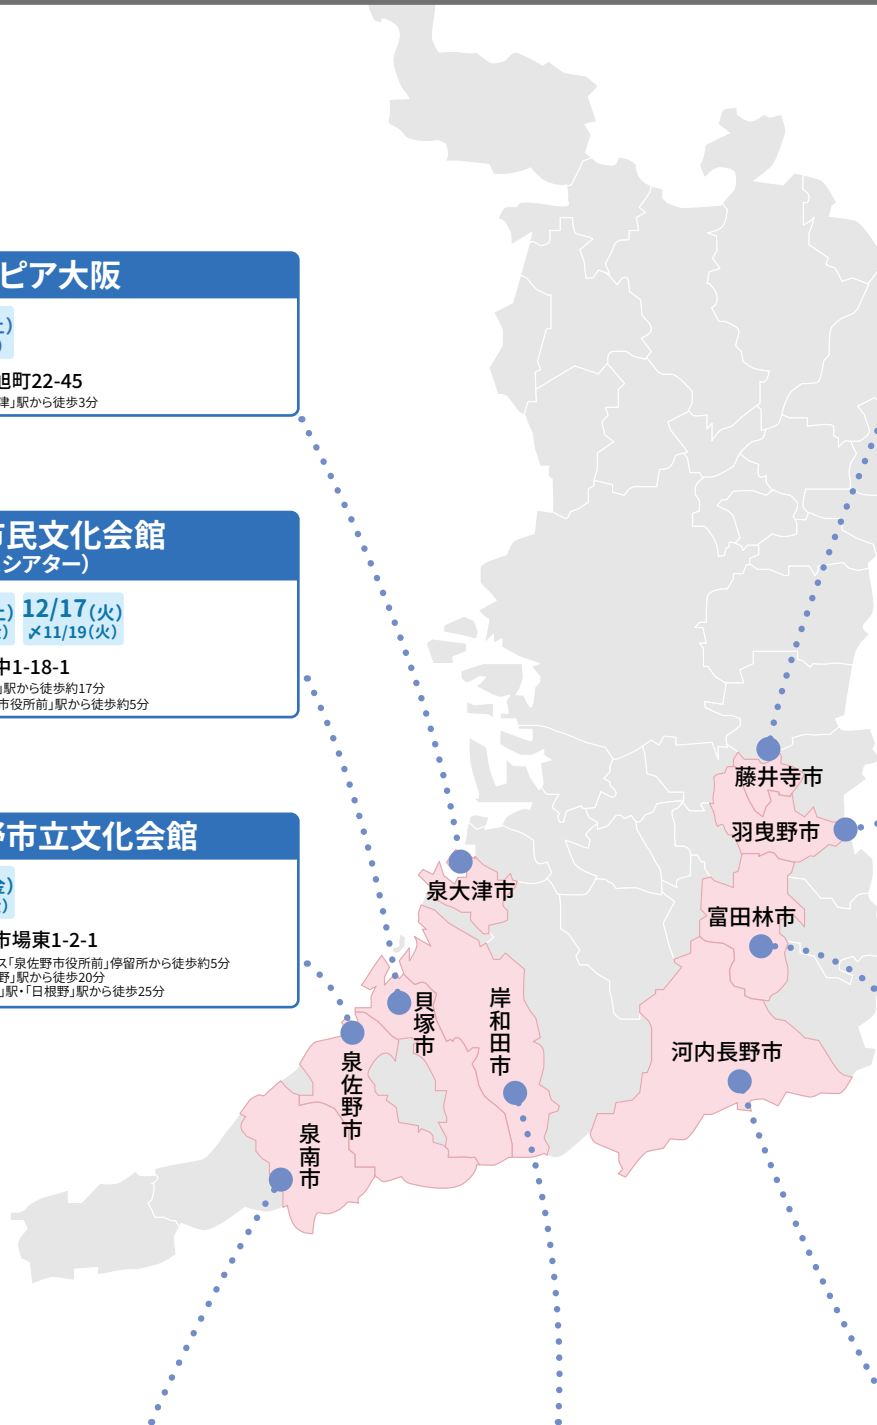 ピア大阪
土）
旭町22-45
津」駅から徒歩3分
市民文化会館
シアター）
土） 12/17（火）
〆11/19（火）
中1-18-1
」駅から徒歩約17分
市役所前」駅から徒歩約5分
野市立文化会館
金）
市場東1-2-1
ス「泉佐野市役所前」停留所から徒歩約5分
野」駅から徒歩20分
」駅・「日根野」駅から徒歩25分
藤井寺市
羽曳野市
泉大津市
富田林市
貝塚市
岸和田市
河内長野市
泉佐野市
泉南市